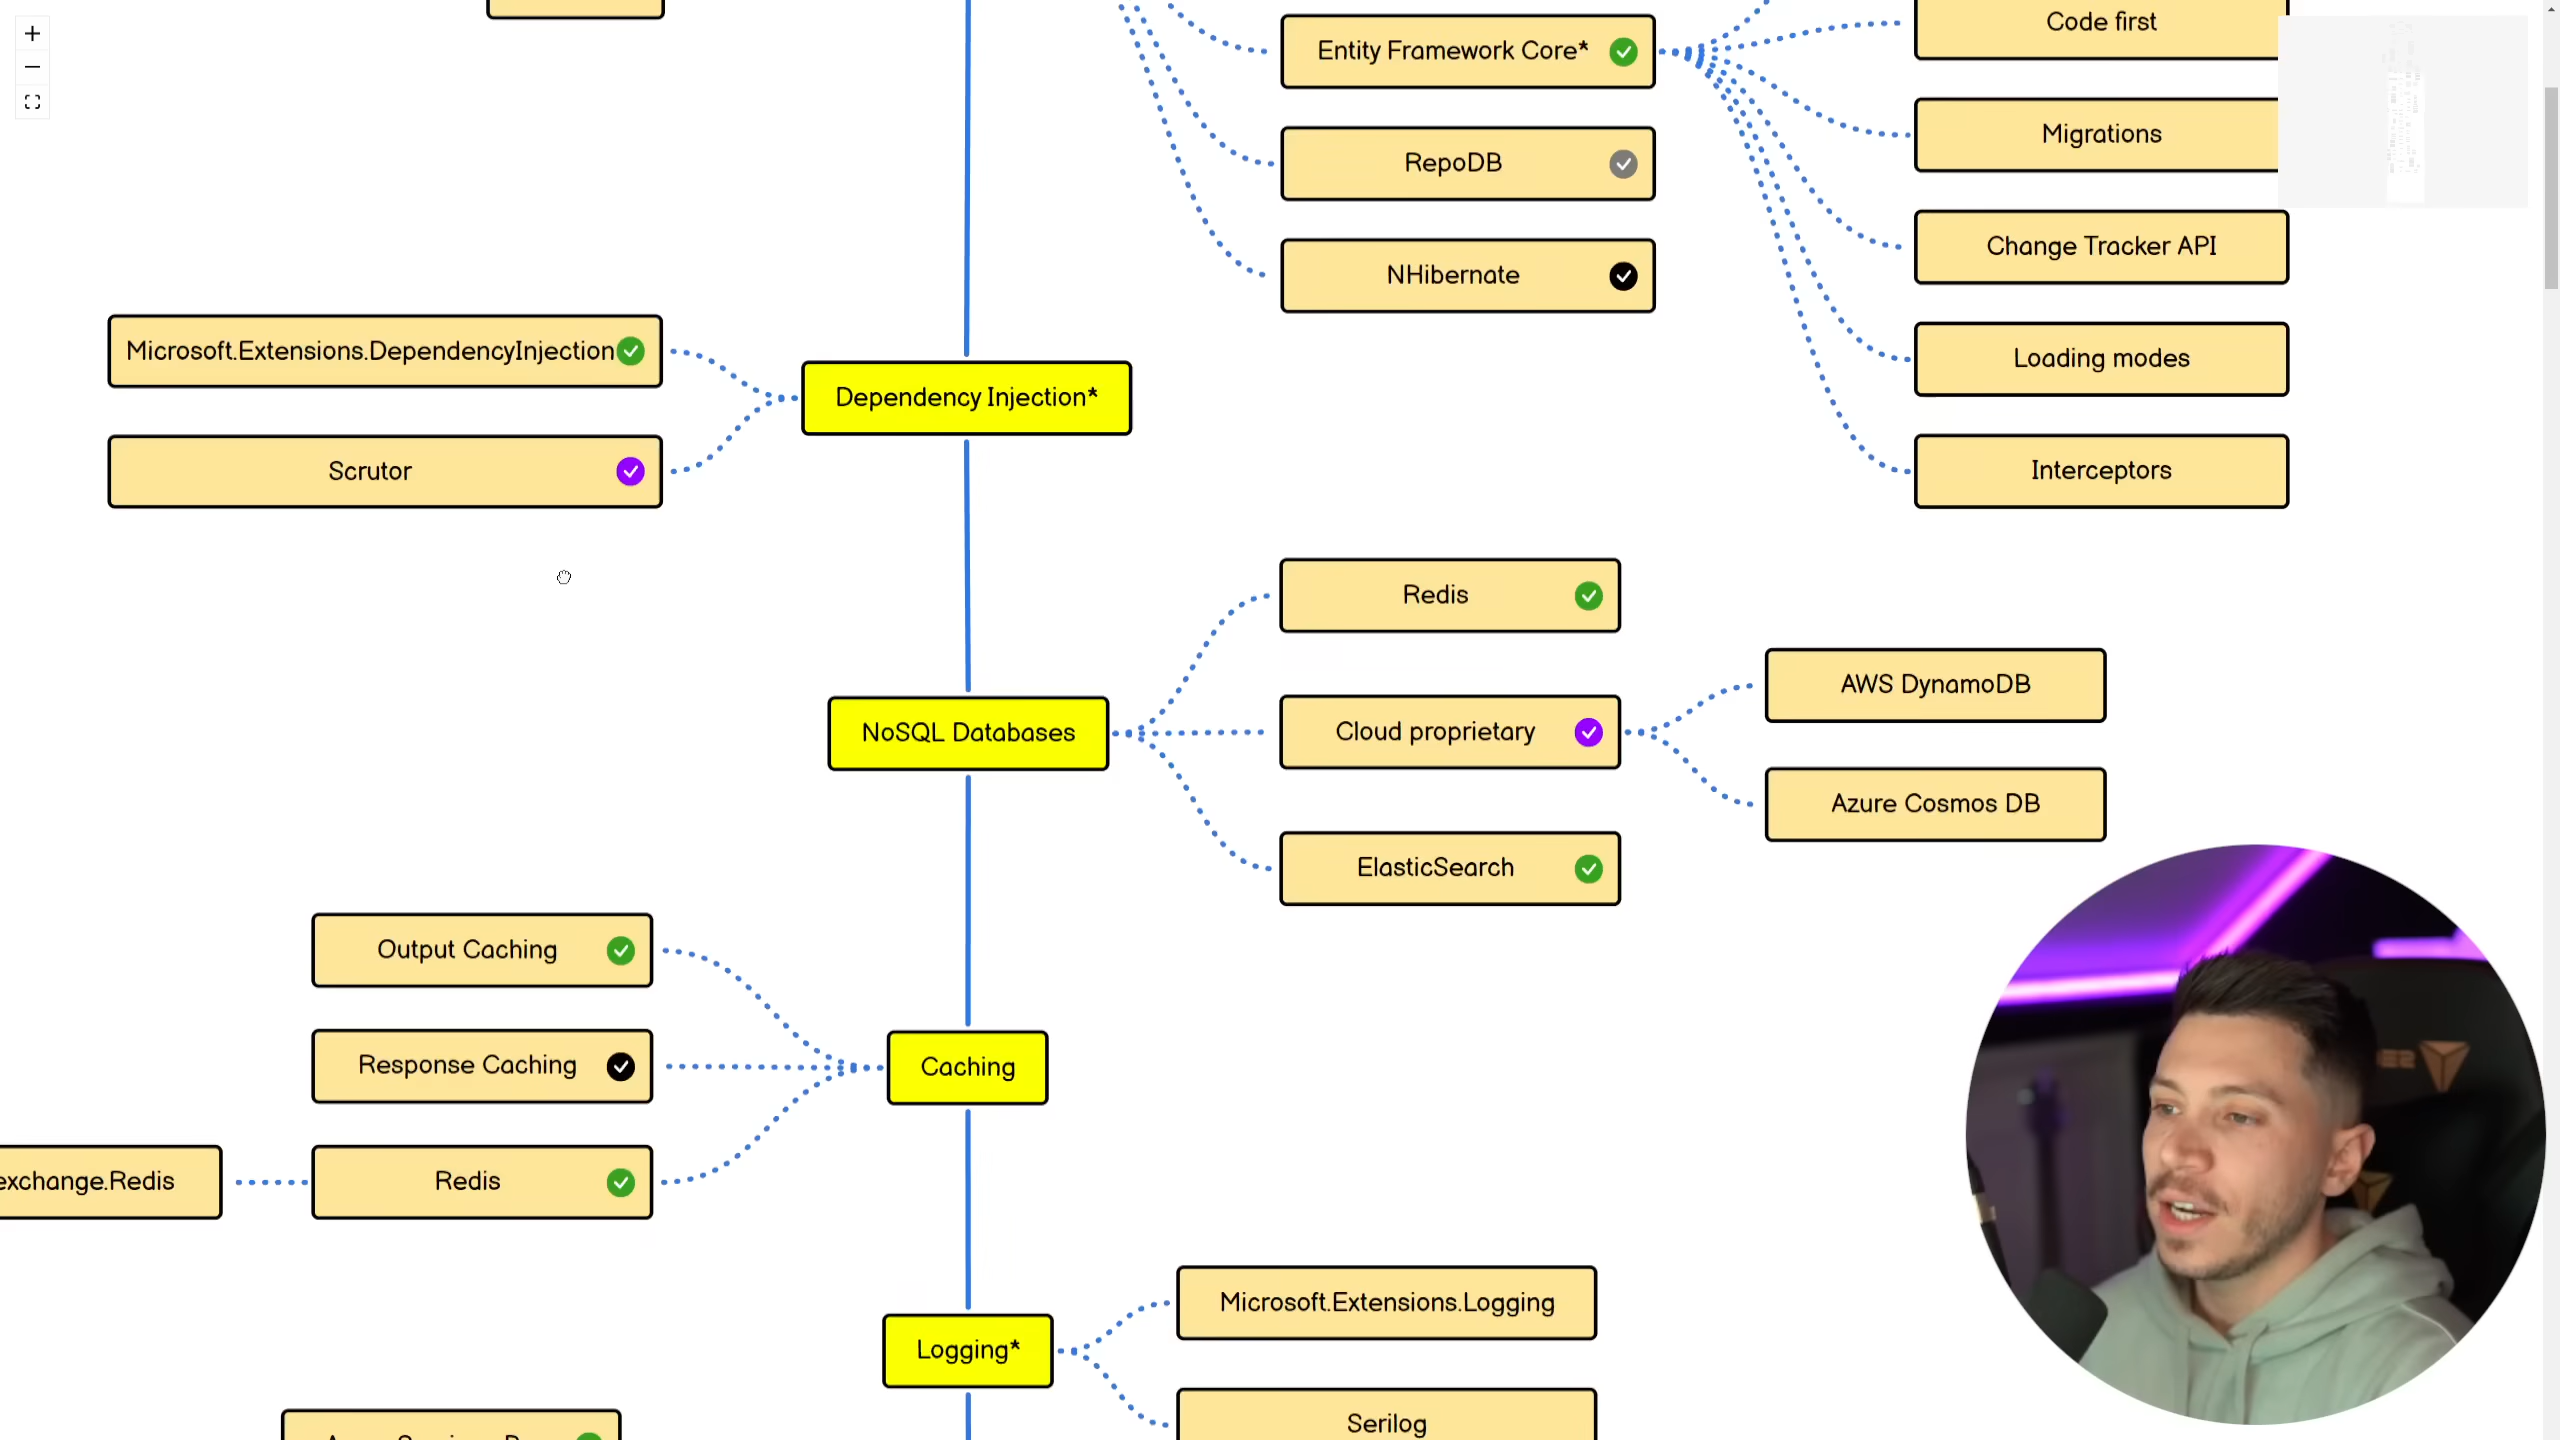 Code first
Entity Framework Core*
Migrations
RepoDB
Change Tracker API
NHibernate
Microsoft.Extensions.DependencyInjection
Loading modes
Dependency Injection*
Scrutor
Interceptors
Redis
AWS DynamoDB
NoSQL Databases
Cloud proprietary
Azure Cosmos DB
ElasticSearch
Output Caching
Response Caching
Caching
exchange.Redis
Redis
Microsoft.Extensions.Logging
Logging*
Serilog